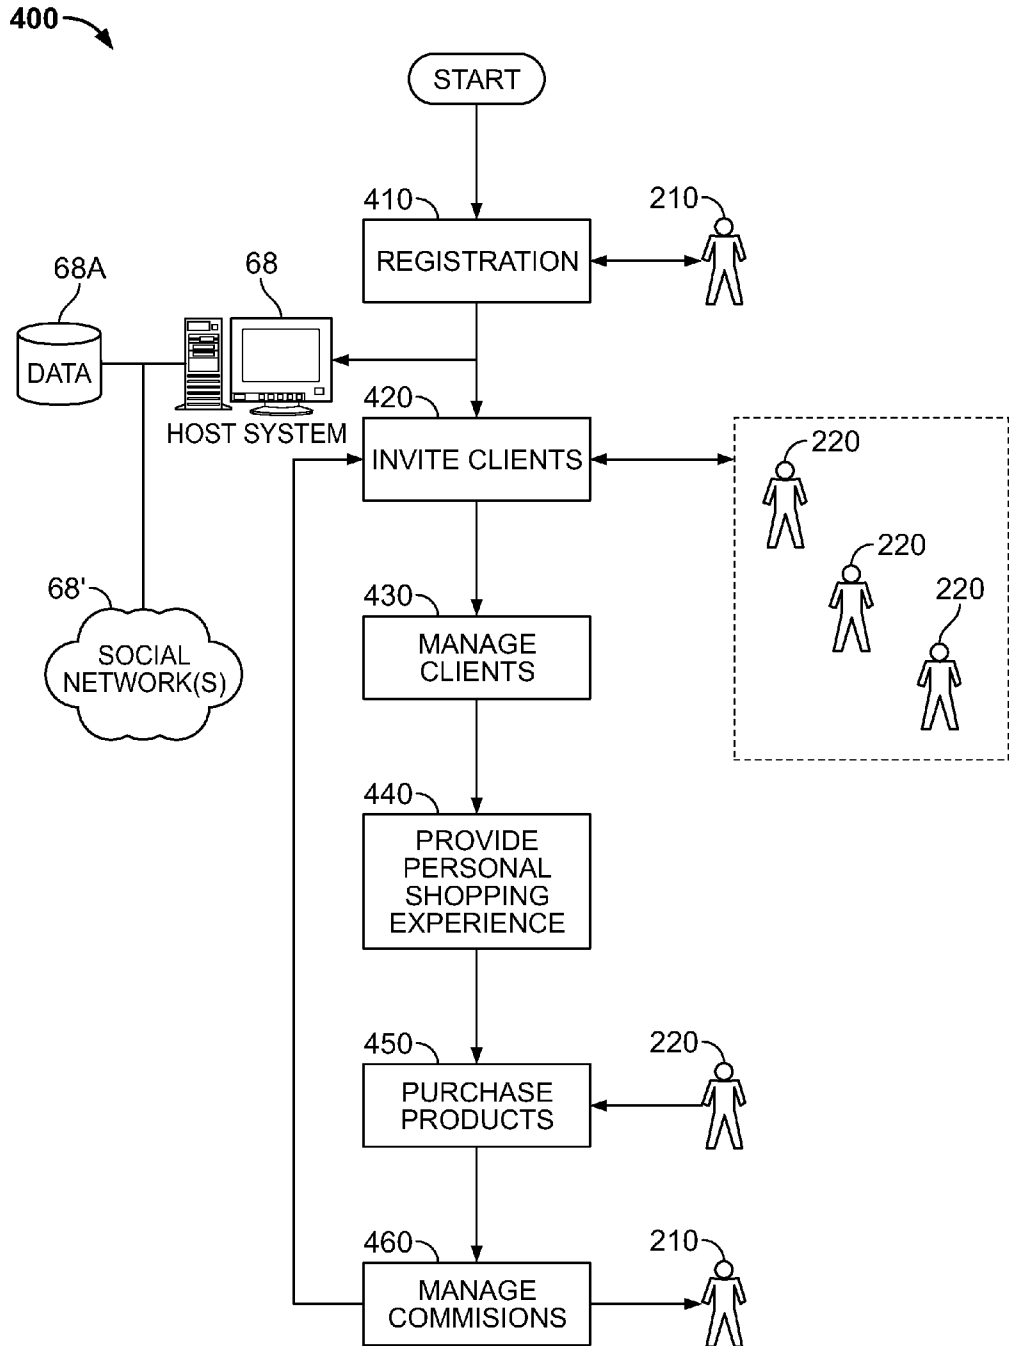 400
START
410
210
REGISTRATION
68A
68
DATA
HOST SYSTEM
420
INVITE CLIENTS
220
220
220
68'
SOCIAL
NETWORK(S)
430
MANAGE
CLIENTS
440
PROVIDE
PERSONAL
SHOPPING
EXPERIENCE
450
220
PURCHASE
PRODUCTS
460
210
MANAGE
COMMISIONS